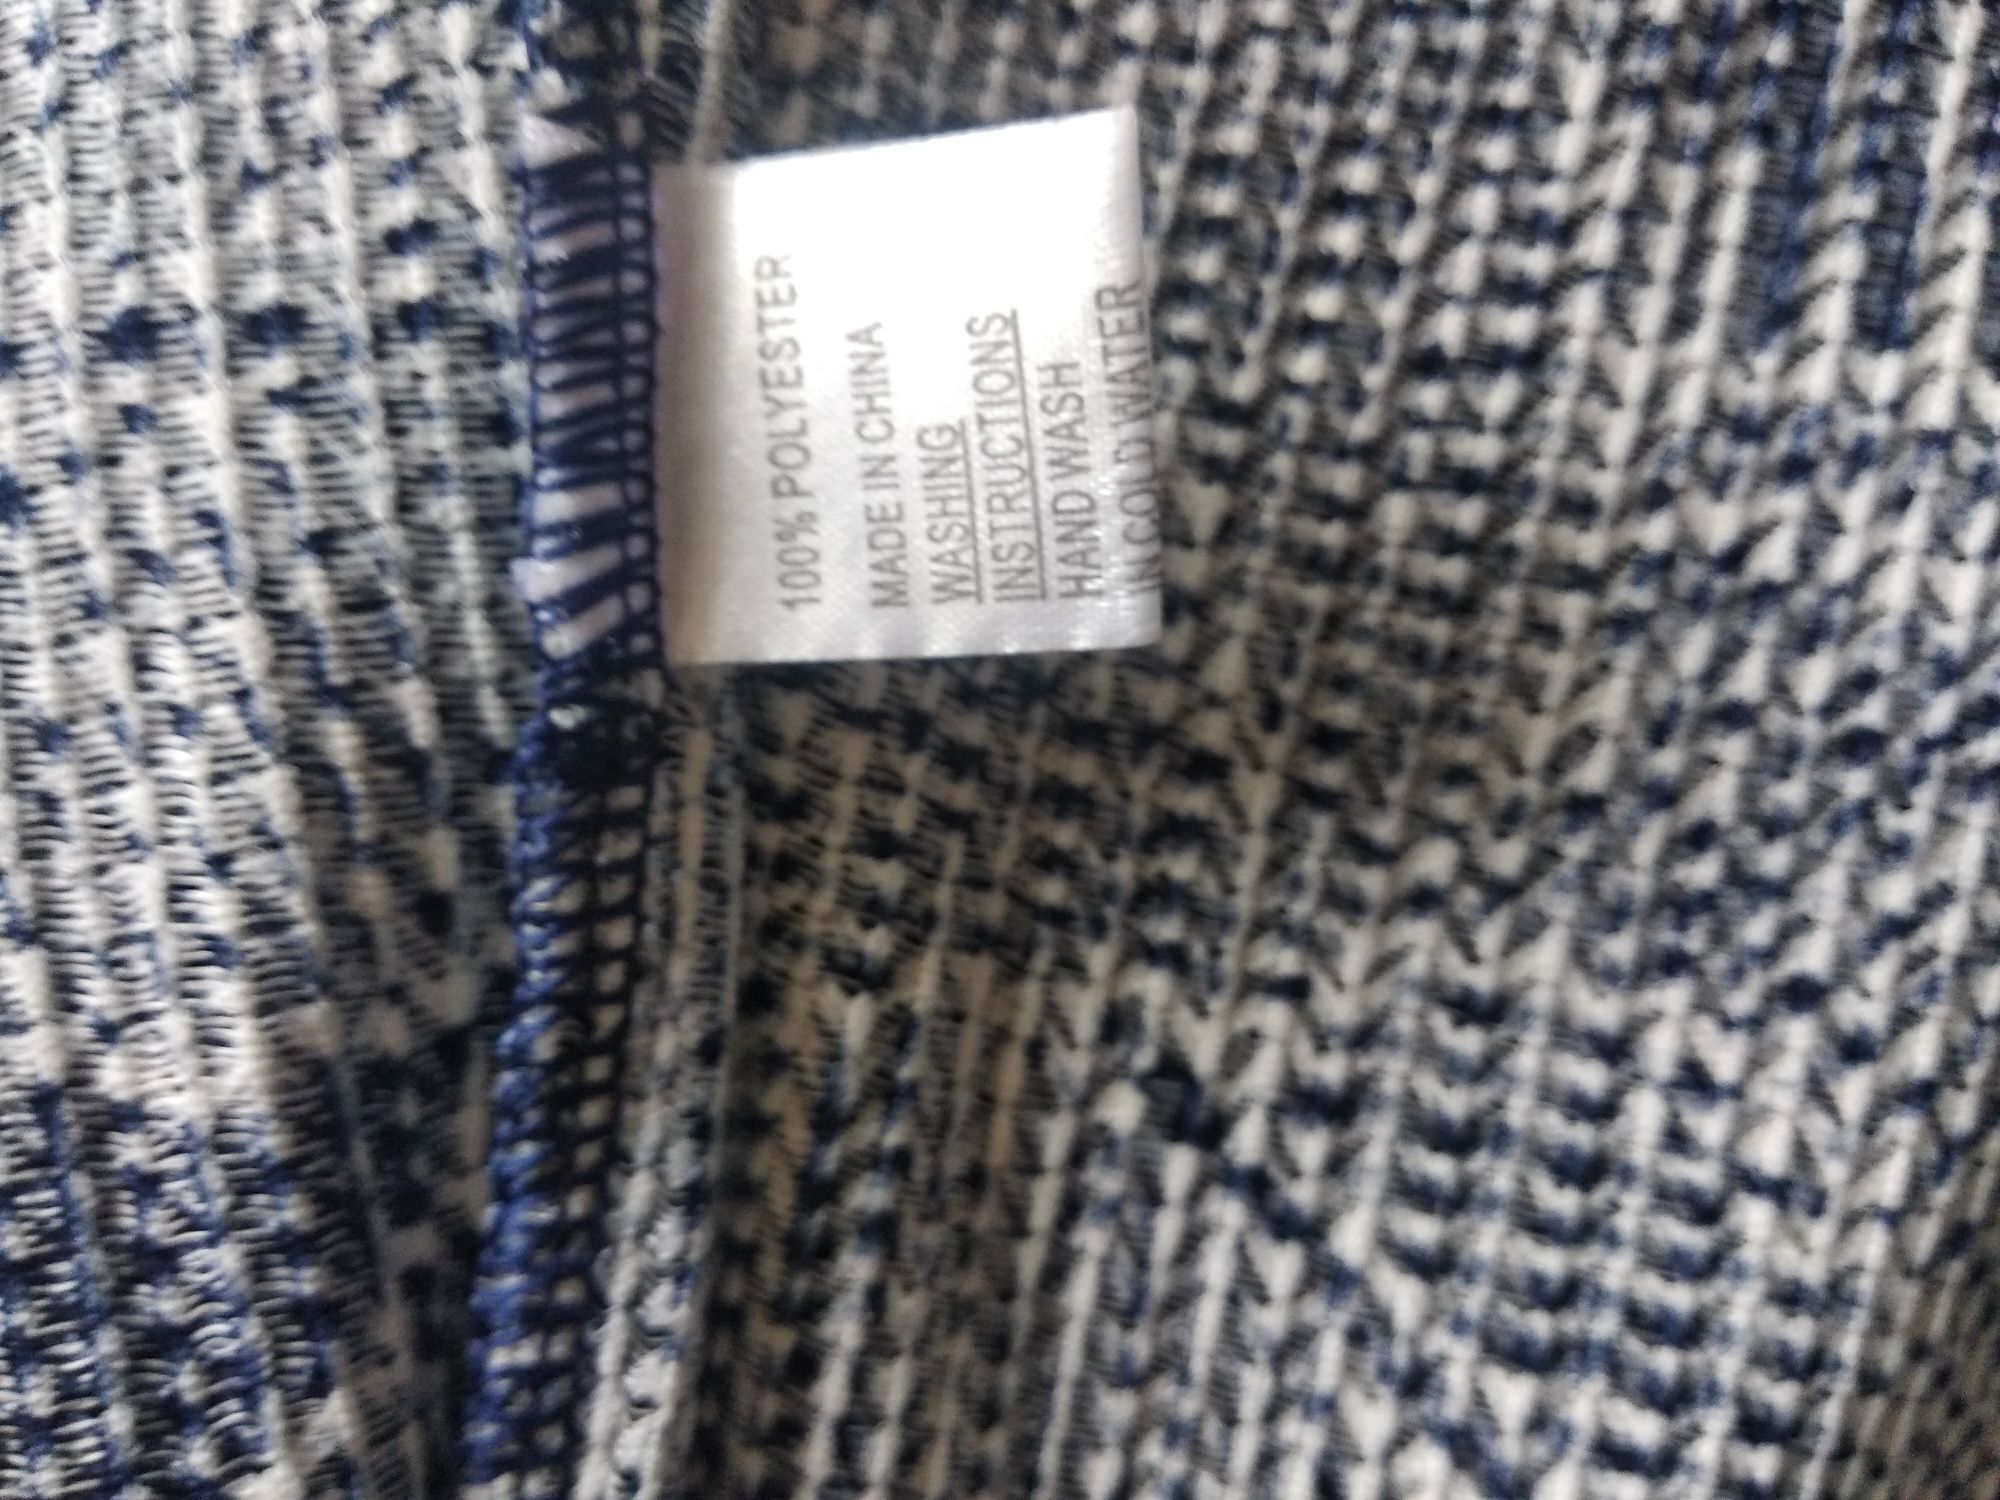 100% POLYESTER
MADE IN CHINA
WASHING
INSTRUCTIONS
HAND WASH
IN COLD WATER